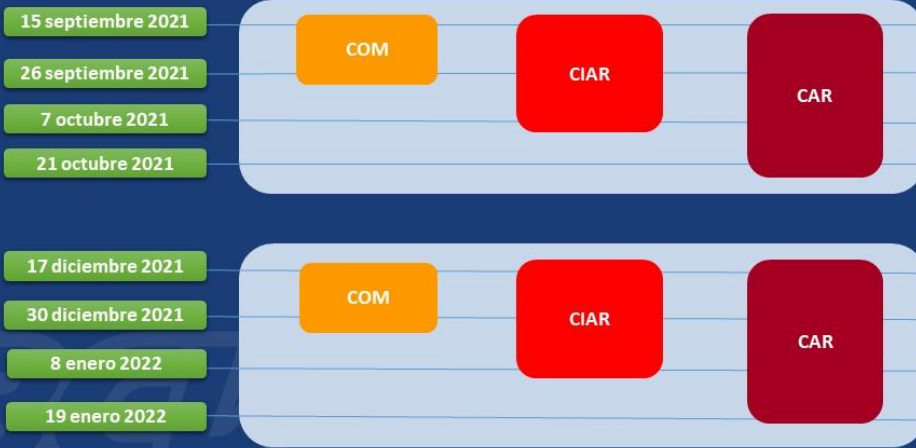 15 septiembre 2021
COM
CIAR
CAR
26 septiembre 2021
7 octubre 2021
21 octubre 2021
17 diciembre 2021
COM
CIAR
CAR
30 diciembre 2021
8 enero 2022
19 enero 2022